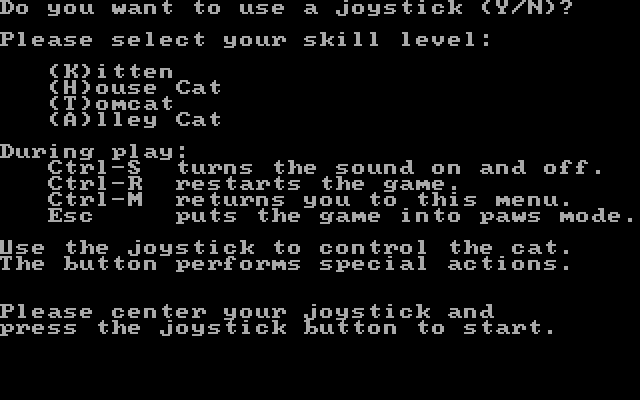 Do you want to use a joystick (Y/N)?
Please select your skill level:
(K)itten
(H)ouse Cat
(T)omcat
(A)lley Cat
During play:
Ctrl-S turns the sound on and off.
Ctrl-R restarts the game.
Ctrl-M returns you to this menu.
Esc puts the game into paws mode.
Use the joystick to control the cat.
The button performs special actions.
Please center your joystick and
press the joystick button to start.